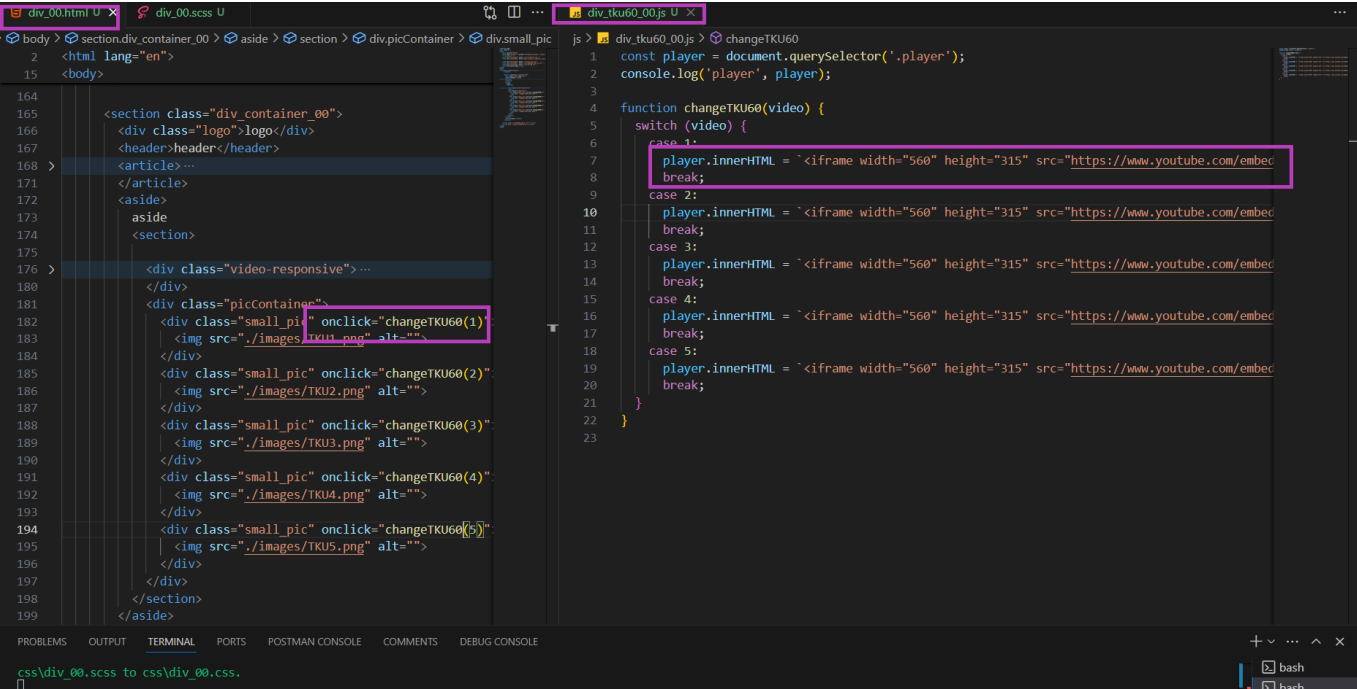 div_00.html U
div_00.scss U
body > section.div_container_00 > aside > section > div.picContainer > div.small_pic
2 <html lang="en">
15 <body>
164
165 <section class="div_container_00">
166 <div class="logo">logo</div>
167 <header>header</header>
168 <article>…
171 </article>
172 <aside>
173 aside
174 <section>
175
176 <div class="video-responsive">…
180 </div>
181 <div class="picContainer">
182 <div class="small_pic" onclick="changeTKU60(1)">
183 <img src="./images/TKU1.png" alt="">
184 </div>
185 <div class="small_pic" onclick="changeTKU60(2)">
186 <img src="./images/TKU2.png" alt="">
187 </div>
188 <div class="small_pic" onclick="changeTKU60(3)">
189 <img src="./images/TKU3.png" alt="">
190 </div>
191 <div class="small_pic" onclick="changeTKU60(4)">
192 <img src="./images/TKU4.png" alt="">
193 </div>
194 <div class="small_pic" onclick="changeTKU60(5)">
195 <img src="./images/TKU5.png" alt="">
196 </div>
197 </div>
198 </section>
199 </aside>
div_tku60_00.js U
js > div_tku60_00.js > changeTKU60
1 const player = document.querySelector('.player');
2 console.log('player', player);
3
4 function changeTKU60(video) {
5 switch (video) {
6 case 1:
7 player.innerHTML = `<iframe width="560" height="315" src="https://www.youtube.com/embed
8 break;
9 case 2:
10 player.innerHTML = `<iframe width="560" height="315" src="https://www.youtube.com/embed
11 break;
12 case 3:
13 player.innerHTML = `<iframe width="560" height="315" src="https://www.youtube.com/embed
14 break;
15 case 4:
16 player.innerHTML = `<iframe width="560" height="315" src="https://www.youtube.com/embed
17 break;
18 case 5:
19 player.innerHTML = `<iframe width="560" height="315" src="https://www.youtube.com/embed
20 break;
21 }
22 }
23
PROBLEMS OUTPUT TERMINAL PORTS POSTMAN CONSOLE COMMENTS DEBUG CONSOLE
css\div_00.scss to css\div_00.css.
bash
bash